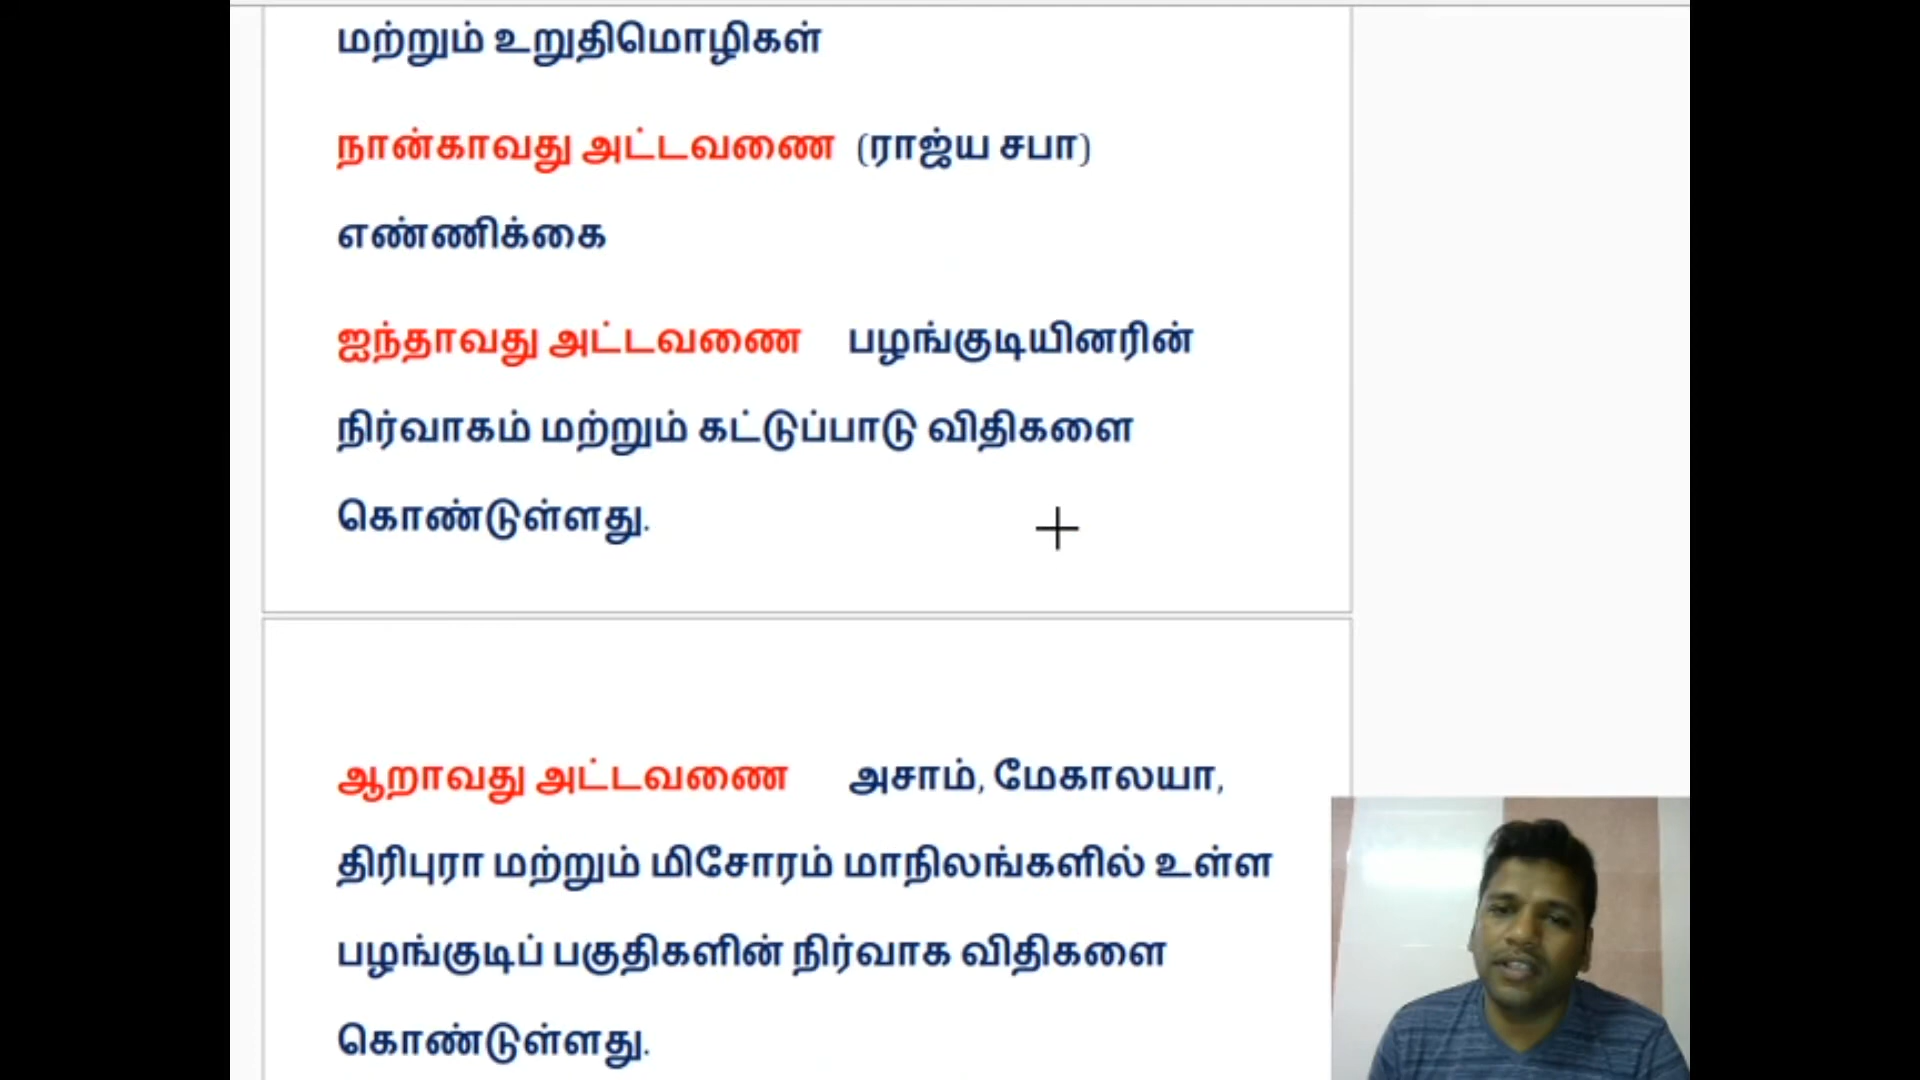 மற்றும் உறுதிமொழிகள்
நான்காவது அட்டவணை (ராஜ்ய சபா)
எண்ணிக்கை
ஐந்தாவது அட்டவணை பழங்குடியினரின்
நிர்வாகம் மற்றும் கட்டுப்பாடு விதிகளை
கொண்டுள்ளது.
ஆறாவது அட்டவணை அசாம், மேகாலயா,
திரிபுரா மற்றும் மிசோரம் மாநிலங்களில் உள்ள
பழங்குடிப் பகுதிகளின் நிர்வாக விதிகளை
கொண்டுள்ளது.